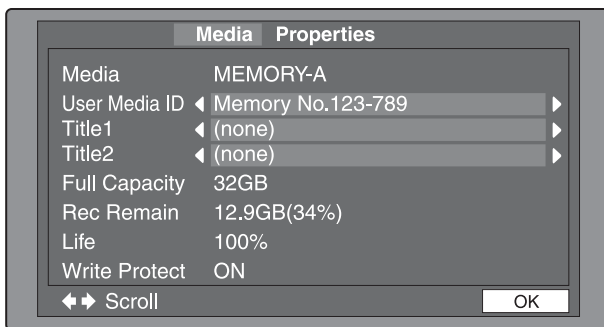 Media Properties
Media MEMORY-A
User Media ID Memory No.123-789
Title1 (none)
Title2 (none)
Full Capacity 32GB
Rec Remain 12.9GB(34%)
Life 100%
Write Protect ON
Scroll OK